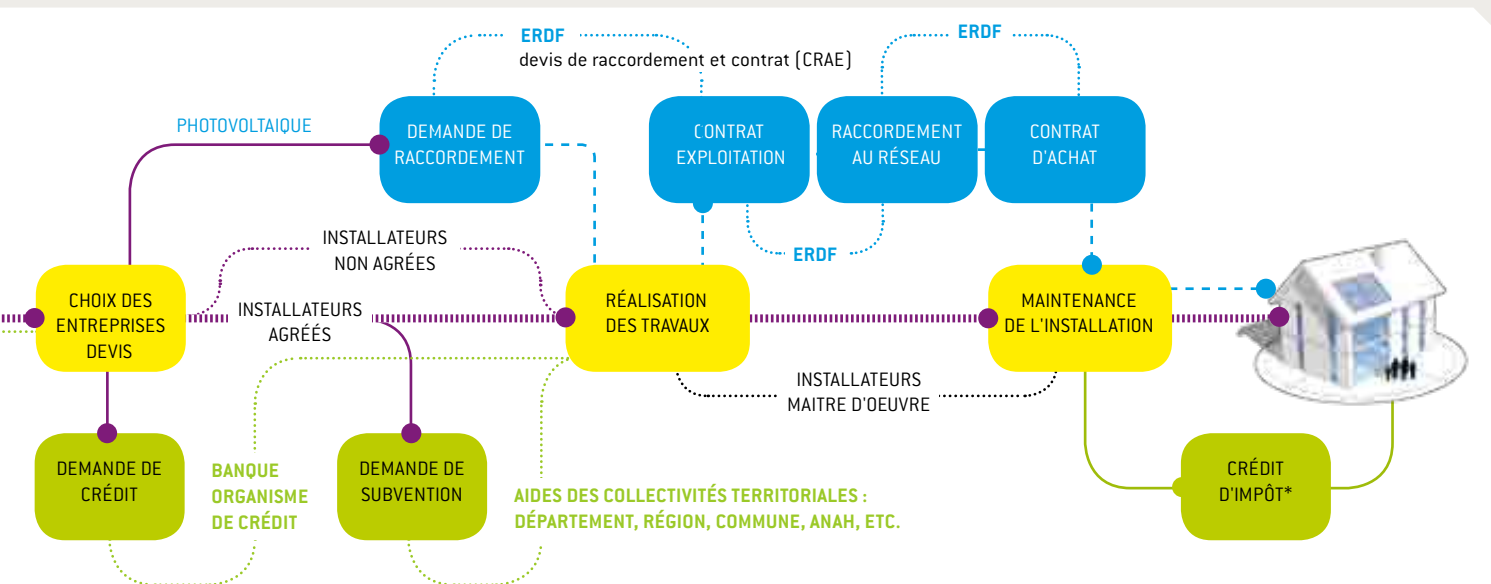 ERDF
devis de raccordement et contrat (CRAE)
ERDF
PHOTOVOLTAIQUE
DEMANDE DE
RACCORDEMENT
CONTRAT
EXPLOITATION
RACCORDEMENT
AU RÉSEAU
CONTRAT
D'ACHAT
ERDF
INSTALLATEURS
NON AGRÉES
CHOIX DES
ENTREPRISES
DEVIS
INSTALLATEURS
AGRÉÉS
RÉALISATION
DES TRAVAUX
MAINTENANCE
DE L'INSTALLATION
INSTALLATEURS
MAITRE D'OEUVRE
DEMANDE DE
CRÉDIT
BANQUE
ORGANISME
DE CRÉDIT
DEMANDE DE
SUBVENTION
AIDES DES COLLECTIVITÉS TERRITORIALES :
DÉPARTEMENT, RÉGION, COMMUNE, ANAH, ETC.
CRÉDIT
D'IMPÔT*